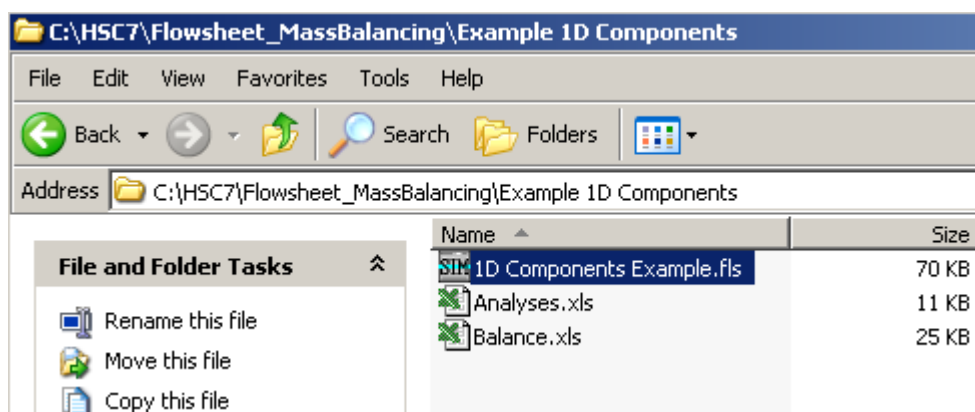 C:\HSC7\Flowsheet_MassBalancing\Example 1D Components
File Edit View Favorites Tools Help
Back Search Folders
Address C:\HSC7\Flowsheet_MassBalancing\Example 1D Components
Name Size
File and Folder Tasks
SIM 1D Components Example.fls 70 KB
Analyses.xls 11 KB
Rename this file
Balance.xls 25 KB
Move this file
Copy this file